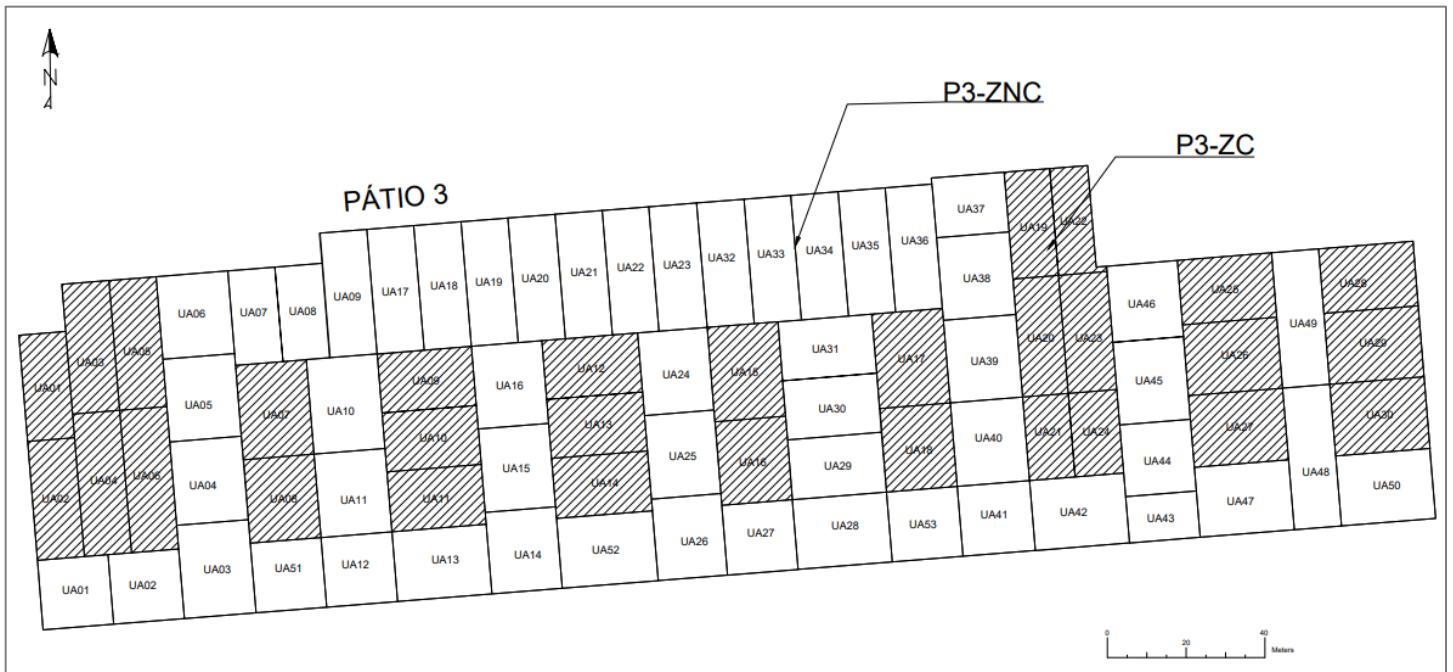 N
P3-ZNC
P3-ZC
PÁTIO 3
UA37
UA19
UA22
UA36
UA35
UA34
UA33
UA32
UA23
UA22
UA21
UA20
UA19
UA18
UA17
UA09
UA08
UA07
UA06
UA05
UA03
UA01
UA38
UA46
UA25
UA49
UA28
UA31
UA17
UA39
UA20
UA23
UA26
UA29
UA24
UA15
UA12
UA16
UA09
UA10
UA07
UA05
UA45
UA30
UA13
UA10
UA30
UA40
UA21
UA24
UA27
UA44
UA18
UA29
UA16
UA25
UA14
UA15
UA11
UA11
UA08
UA04
UA06
UA04
UA02
UA50
UA48
UA47
UA43
UA42
UA41
UA53
UA28
UA27
UA26
UA52
UA14
UA13
UA12
UA51
UA03
UA02
UA01
0
20
40
Meters